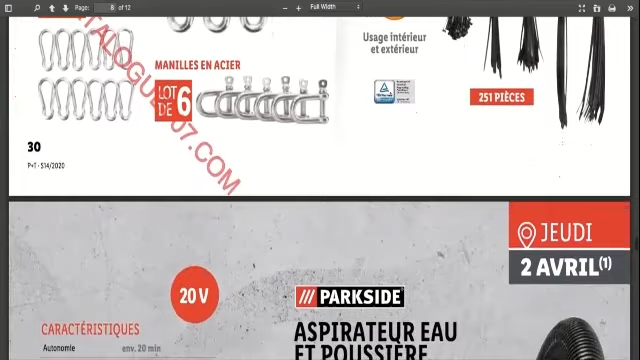 Page:
8
of 12
Full Width
CATALOGUE-07.COM
MANILLES EN ACIER
LOT
DE 6
Usage intérieur
et extérieur
251 PIÈCES
30
P+T - S14/2020
JEUDI
2 AVRIL(1)
20 V
/// PARKSIDE
CARACTÉRISTIQUES
ASPIRATEUR EAU
ET POUSSIÈRE
Autonomie env. 20 min